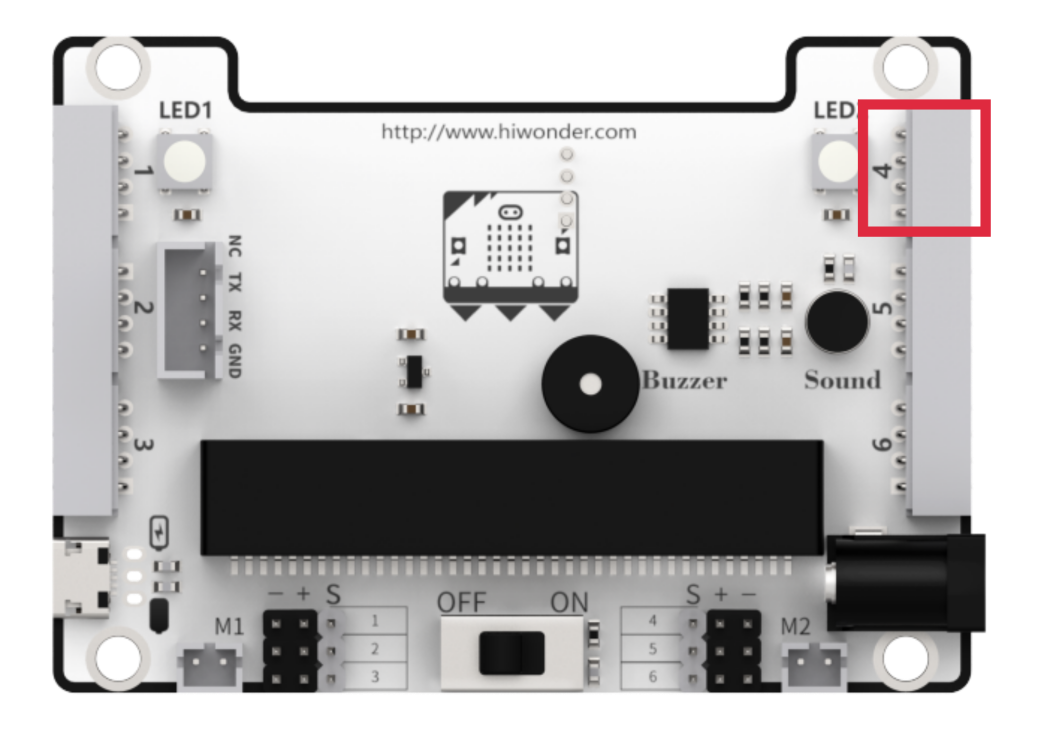 LED1
LED
http://www.hiwonder.com
1
4
NC TX RX GND
2
5
Buzzer
Sound
3
6
- + S
OFF ON
S + -
M1
1
2
3
4
5
6
M2